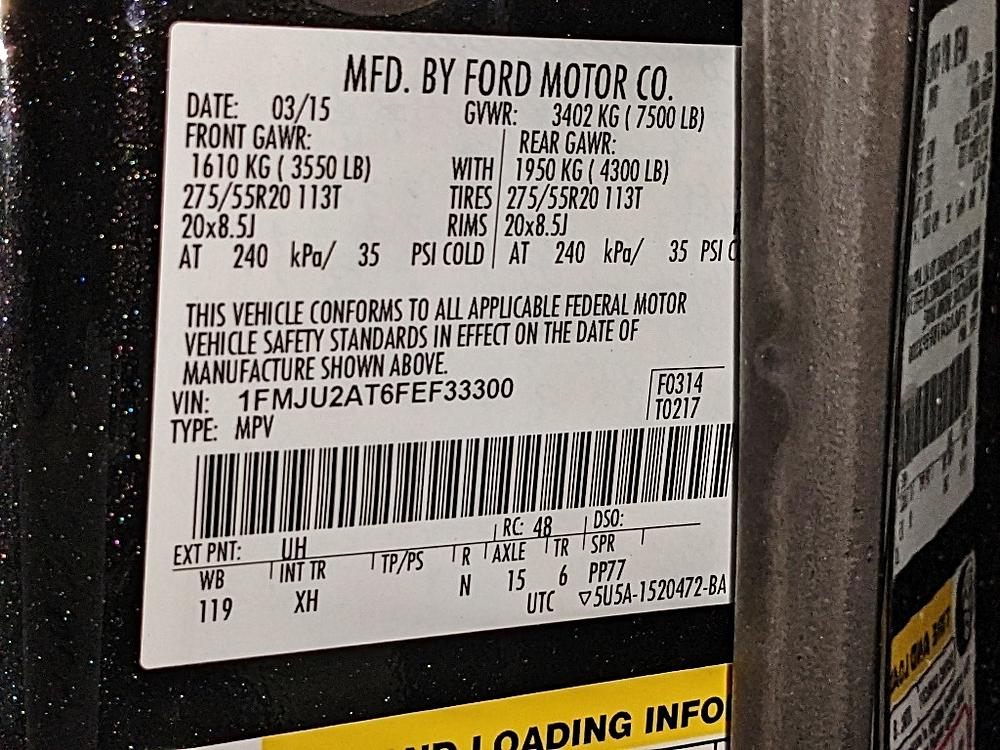 MFD. BY FORD MOTOR CO.
DATE: 03/15 GVWR: 3402 KG ( 7500 LB)
FRONT GAWR: REAR GAWR:
1610 KG ( 3550 LB) WITH 1950 KG ( 4300 LB)
275/55R20 113T TIRES 275/55R20 113T
20x8.5J RIMS 20x8.5J
AT 240 kPa/ 35 PSI COLD AT 240 kPa/ 35 PSI C
THIS VEHICLE CONFORMS TO ALL APPLICABLE FEDERAL MOTOR
VEHICLE SAFETY STANDARDS IN EFFECT ON THE DATE OF
MANUFACTURE SHOWN ABOVE.
VIN: 1FMJU2AT6FEF33300
F0314
TYPE: MPV
T0217
EXT PNT: UH RC: 48 DSO:
WB INT TR TP/PS R AXLE TR SPR
119 XH N 15 6 PP77
UTC ▽5U5A-1520472-BA
ND LOADING INFO